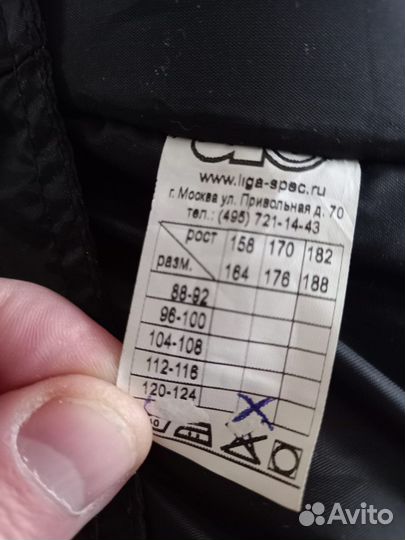 www.liga-spec.ru
г. Москва ул. Привольная д. 70
тел.: (495) 721-14-43
рост 158 170 182
разм. 164 176 188
88-92
96-100
104-108
112-116
120-124 X
Avito